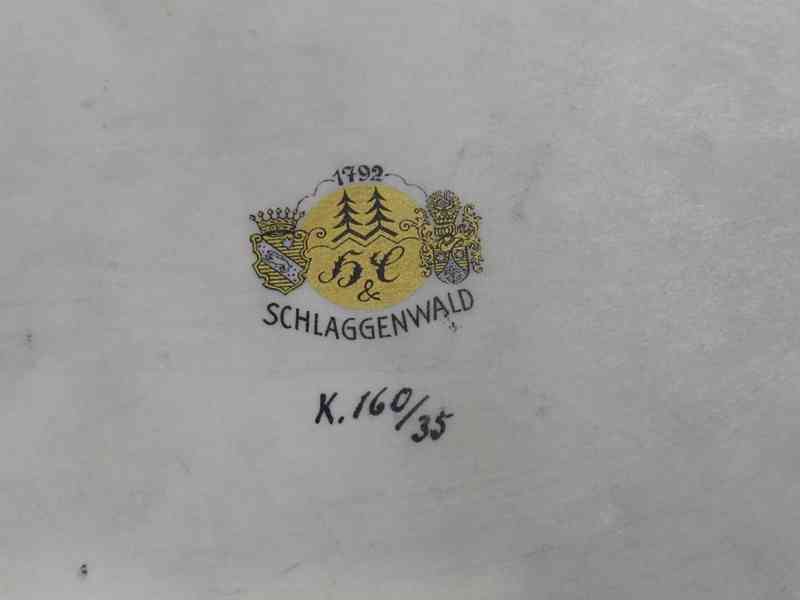 1792
H & C
SCHLAGGENWALD
K. 160/35